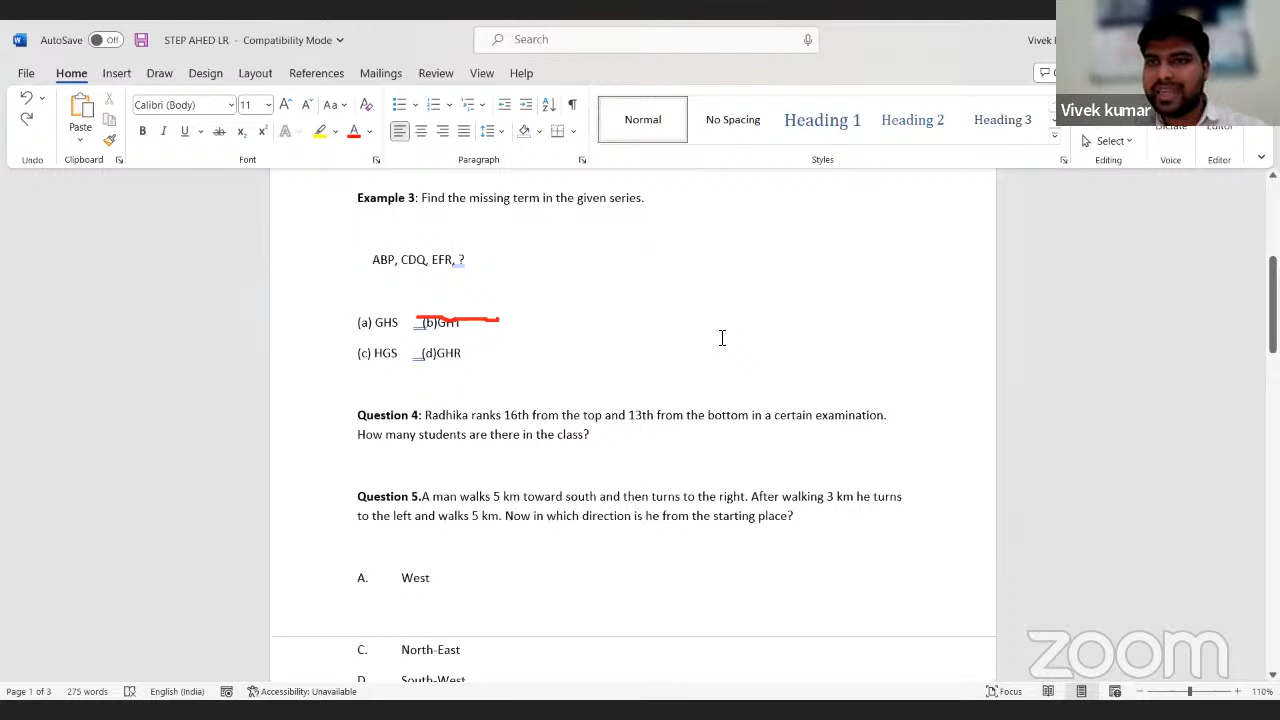 AutoSave Off STEP AHED LR - Compatibility Mode Search Vivek
File Home Insert Draw Design Layout References Mailings Review View Help
Vivek kumar
Paste Calibri (Body) 11 Aa B I U ab x2 x2 A A
Normal No Spacing Heading 1 Heading 2 Heading 3
Select
Dictate Editor
Undo Clipboard Font Paragraph Styles Editing Voice Editor
Example 3: Find the missing term in the given series.
ABP, CDQ, EFR, ?
(a) GHS (b)GHT
(c) HGS (d)GHR
Question 4: Radhika ranks 16th from the top and 13th from the bottom in a certain examination.
How many students are there in the class?
Question 5.A man walks 5 km toward south and then turns to the right. After walking 3 km he turns
to the left and walks 5 km. Now in which direction is he from the starting place?
A. West
C. North-East
D. South-West
zoom
Page 1 of 3 275 words English (India) Accessibility: Unavailable Focus 110%